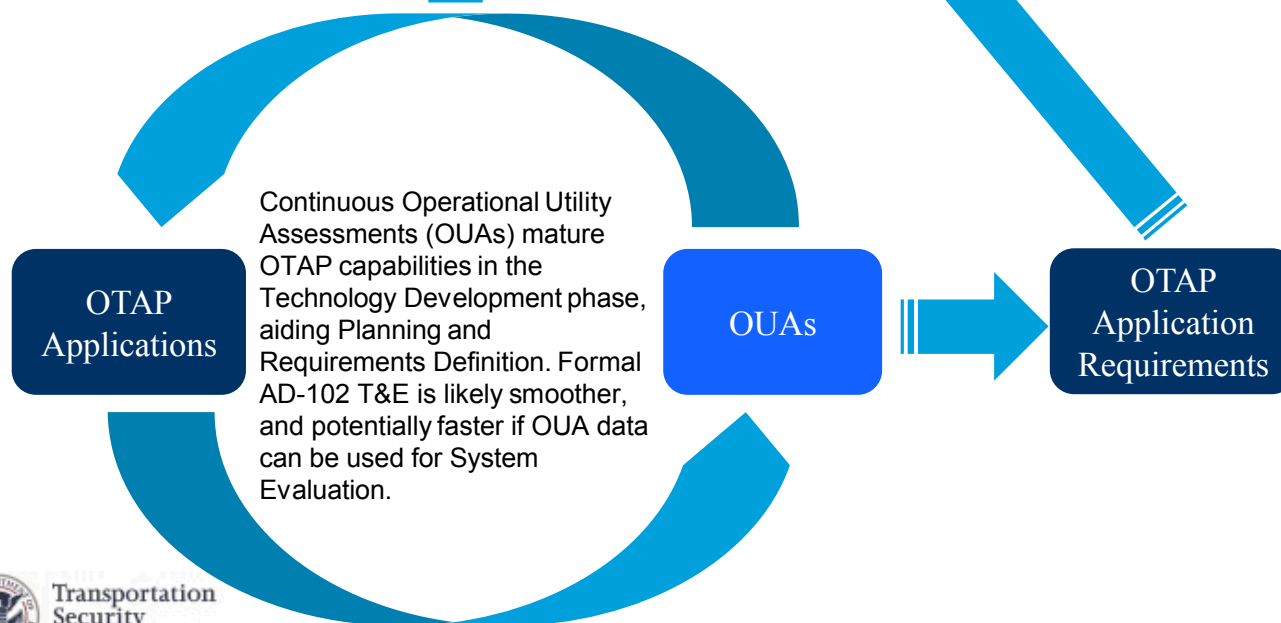 OTAP
Applications
Continuous Operational Utility
Assessments (OUAs) mature
OTAP capabilities in the
Technology Development phase,
aiding Planning and
Requirements Definition. Formal
AD-102 T&E is likely smoother,
and potentially faster if OUA data
can be used for System
Evaluation.
OUAs
OTAP
Application
Requirements
Transportation
Security